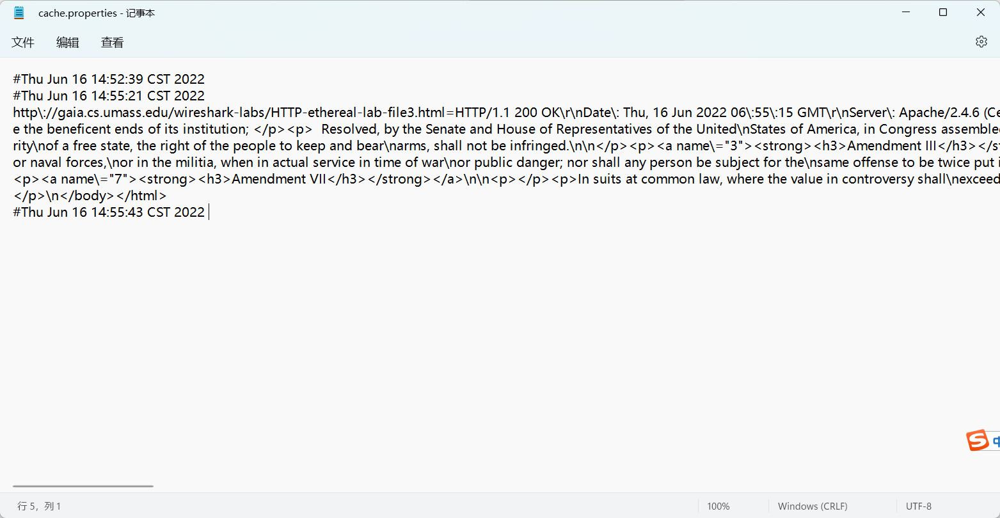 cache.properties - 记事本
文件 编辑 查看
#Thu Jun 16 14:52:39 CST 2022
#Thu Jun 16 14:55:21 CST 2022
http\://gaia.cs.umass.edu/wireshark-labs/HTTP-ethereal-lab-file3.html=HTTP/1.1 200 OK\r\nDate\: Thu, 16 Jun 2022 06\:55\:15 GMT\r\nServer\: Apache/2.4.6 (Ce
e the beneficent ends of its institution; </p><p>  Resolved, by the Senate and House of Representatives of the United\nStates of America, in Congress assemble
rity\nof a free state, the right of the people to keep and bear\narms, shall not be infringed.\n\n</p><p><a name\="3"><strong><h3>Amendment III</h3></st
or naval forces,\nor in the militia, when in actual service in time of war\nor public danger; nor shall any person be subject for the\nsame offense to be twice put i
<p><a name\="7"><strong><h3>Amendment VII</h3></strong></a>\n\n<p></p><p>In suits at common law, where the value in controversy shall\nexceed
</p>\n</body></html>
#Thu Jun 16 14:55:43 CST 2022
S 中
行 5，列 1 100% Windows (CRLF) UTF-8